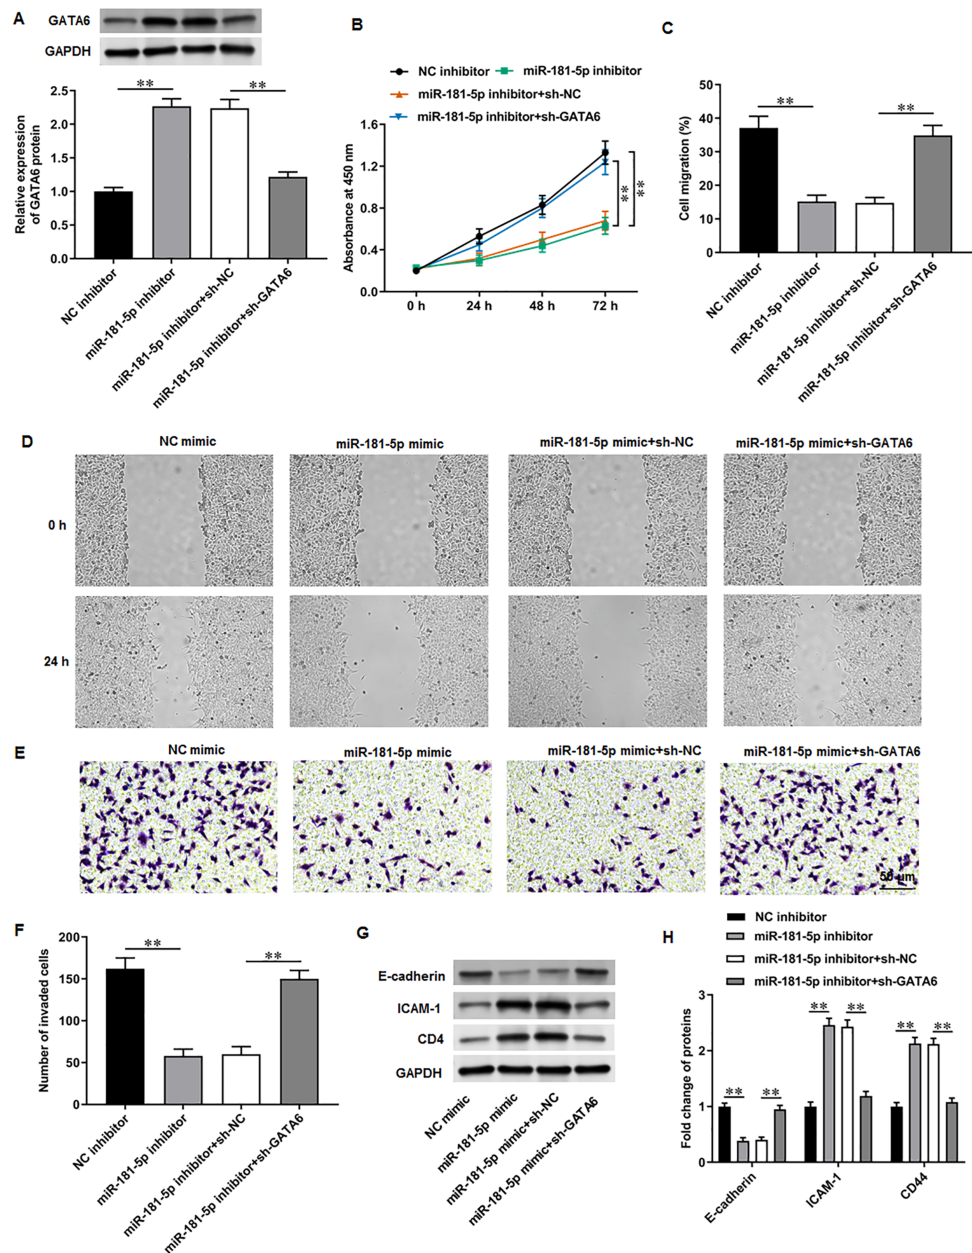 A
GATA6
GAPDH
**
**
Relative expression
of GATA6 protein
2.5
2.0
1.5
1.0
0.5
0.0
NC inhibitor
miR-181-5p inhibitor
miR-181-5p inhibitor+sh-NC
miR-181-5p inhibitor+sh-GATA6
B
NC inhibitor
miR-181-5p inhibitor
miR-181-5p inhibitor+sh-NC
miR-181-5p inhibitor+sh-GATA6
Absorbance at 450 nm
1.6
1.2
0.8
0.4
0.0
**
**
0 h
24 h
48 h
72 h
C
Cell migration (%)
50
40
30
20
10
0
**
**
NC inhibitor
miR-181-5p inhibitor
miR-181-5p inhibitor+sh-NC
miR-181-5p inhibitor+sh-GATA6
D
NC mimic
miR-181-5p mimic
miR-181-5p mimic+sh-NC
miR-181-5p mimic+sh-GATA6
0 h
24 h
E
NC mimic
miR-181-5p mimic
miR-181-5p mimic+sh-NC
miR-181-5p mimic+sh-GATA6
50 μm
F
Number of invaded cells
200
150
100
50
0
**
**
NC inhibitor
miR-181-5p inhibitor
miR-181-5p inhibitor+sh-NC
miR-181-5p inhibitor+sh-GATA6
G
E-cadherin
ICAM-1
CD4
GAPDH
NC mimic
miR-181-5p mimic
miR-181-5p mimic+sh-NC
miR-181-5p mimic+sh-GATA6
H
NC inhibitor
miR-181-5p inhibitor
miR-181-5p inhibitor+sh-NC
miR-181-5p inhibitor+sh-GATA6
Fold change of proteins
3
2
1
0
**
**
**
**
**
**
E-cadherin
ICAM-1
CD44